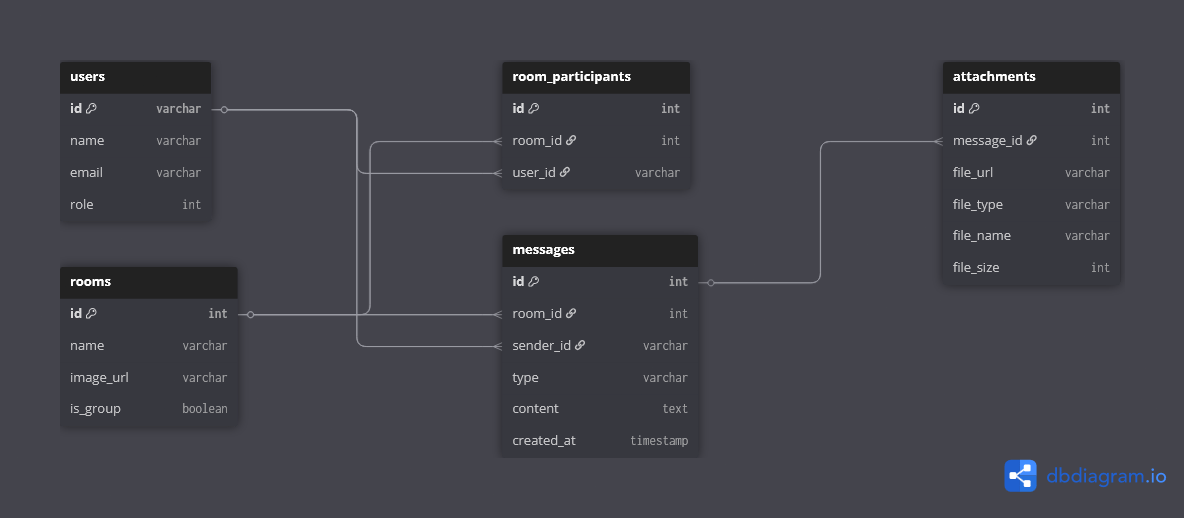 users
id varchar
name varchar
email varchar
role int
rooms
id int
name varchar
image_url varchar
is_group boolean
room_participants
id int
room_id int
user_id varchar
messages
id int
room_id int
sender_id varchar
type varchar
content text
created_at timestamp
attachments
id int
message_id int
file_url varchar
file_type varchar
file_name varchar
file_size int
dbdiagram.io